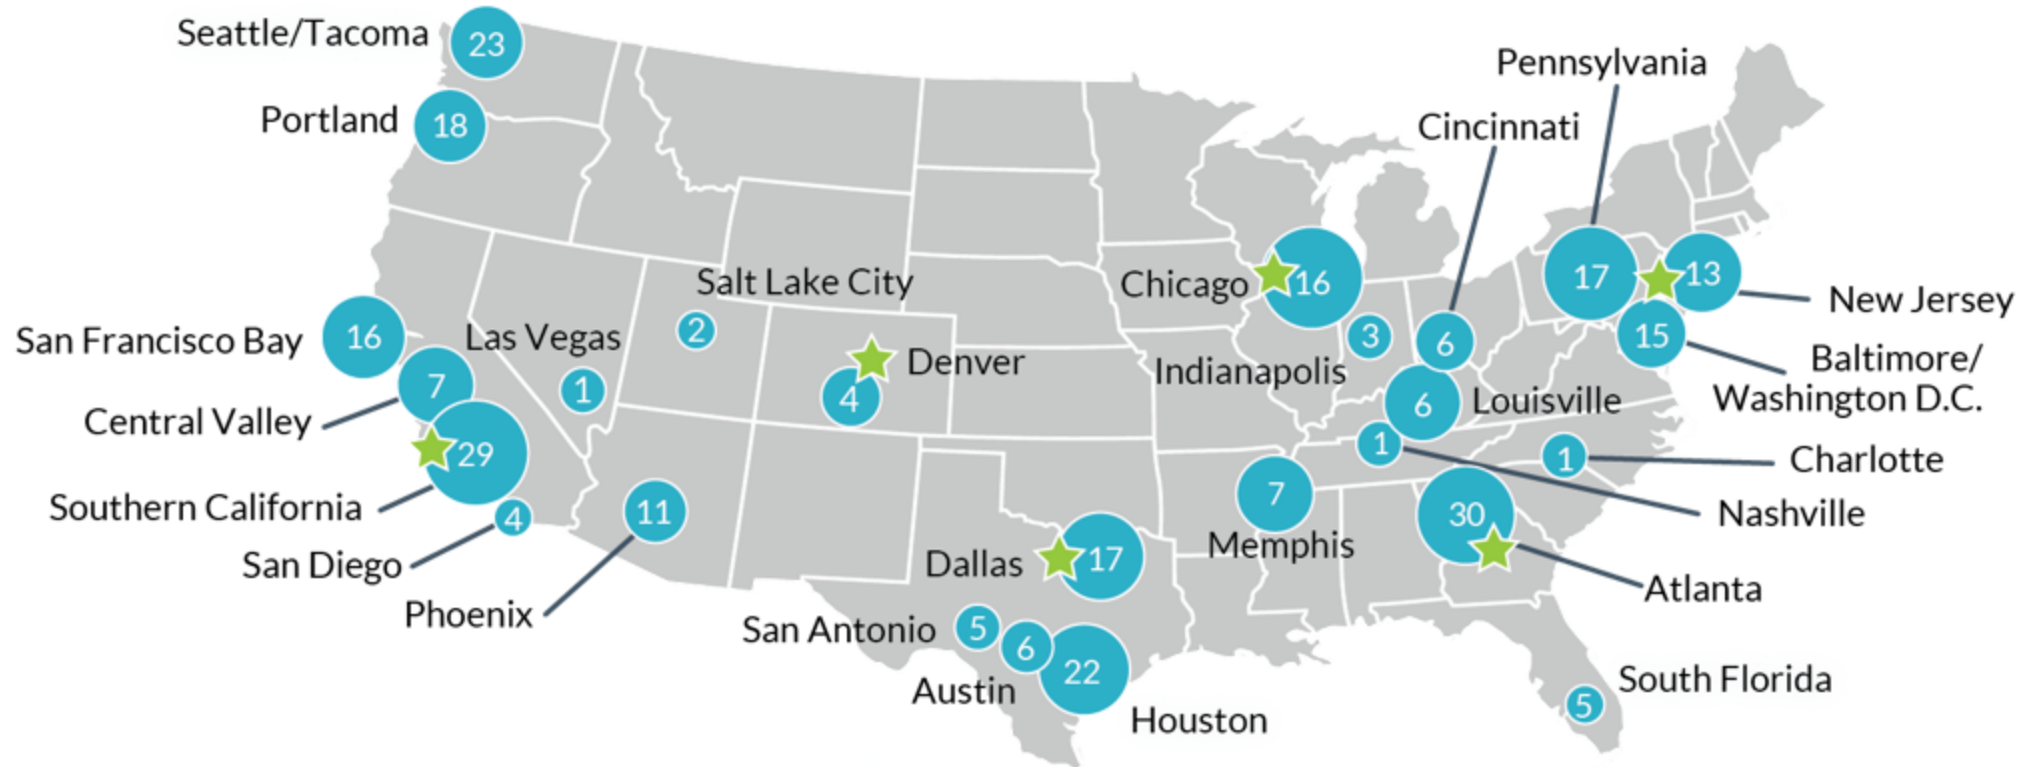 Seattle/Tacoma
23
Portland
18
Pennsylvania
Cincinnati
Salt Lake City
2
Chicago
16
17
13
New Jersey
San Francisco Bay
16
Las Vegas
1
Denver
4
Indianapolis
3
6
15
Baltimore/
Washington D.C.
Central Valley
7
6
Louisville
Southern California
29
1
1
Charlotte
Nashville
San Diego
4
Phoenix
11
Dallas
17
7
Memphis
30
Atlanta
San Antonio
5
6
Austin
22
Houston
South Florida
5